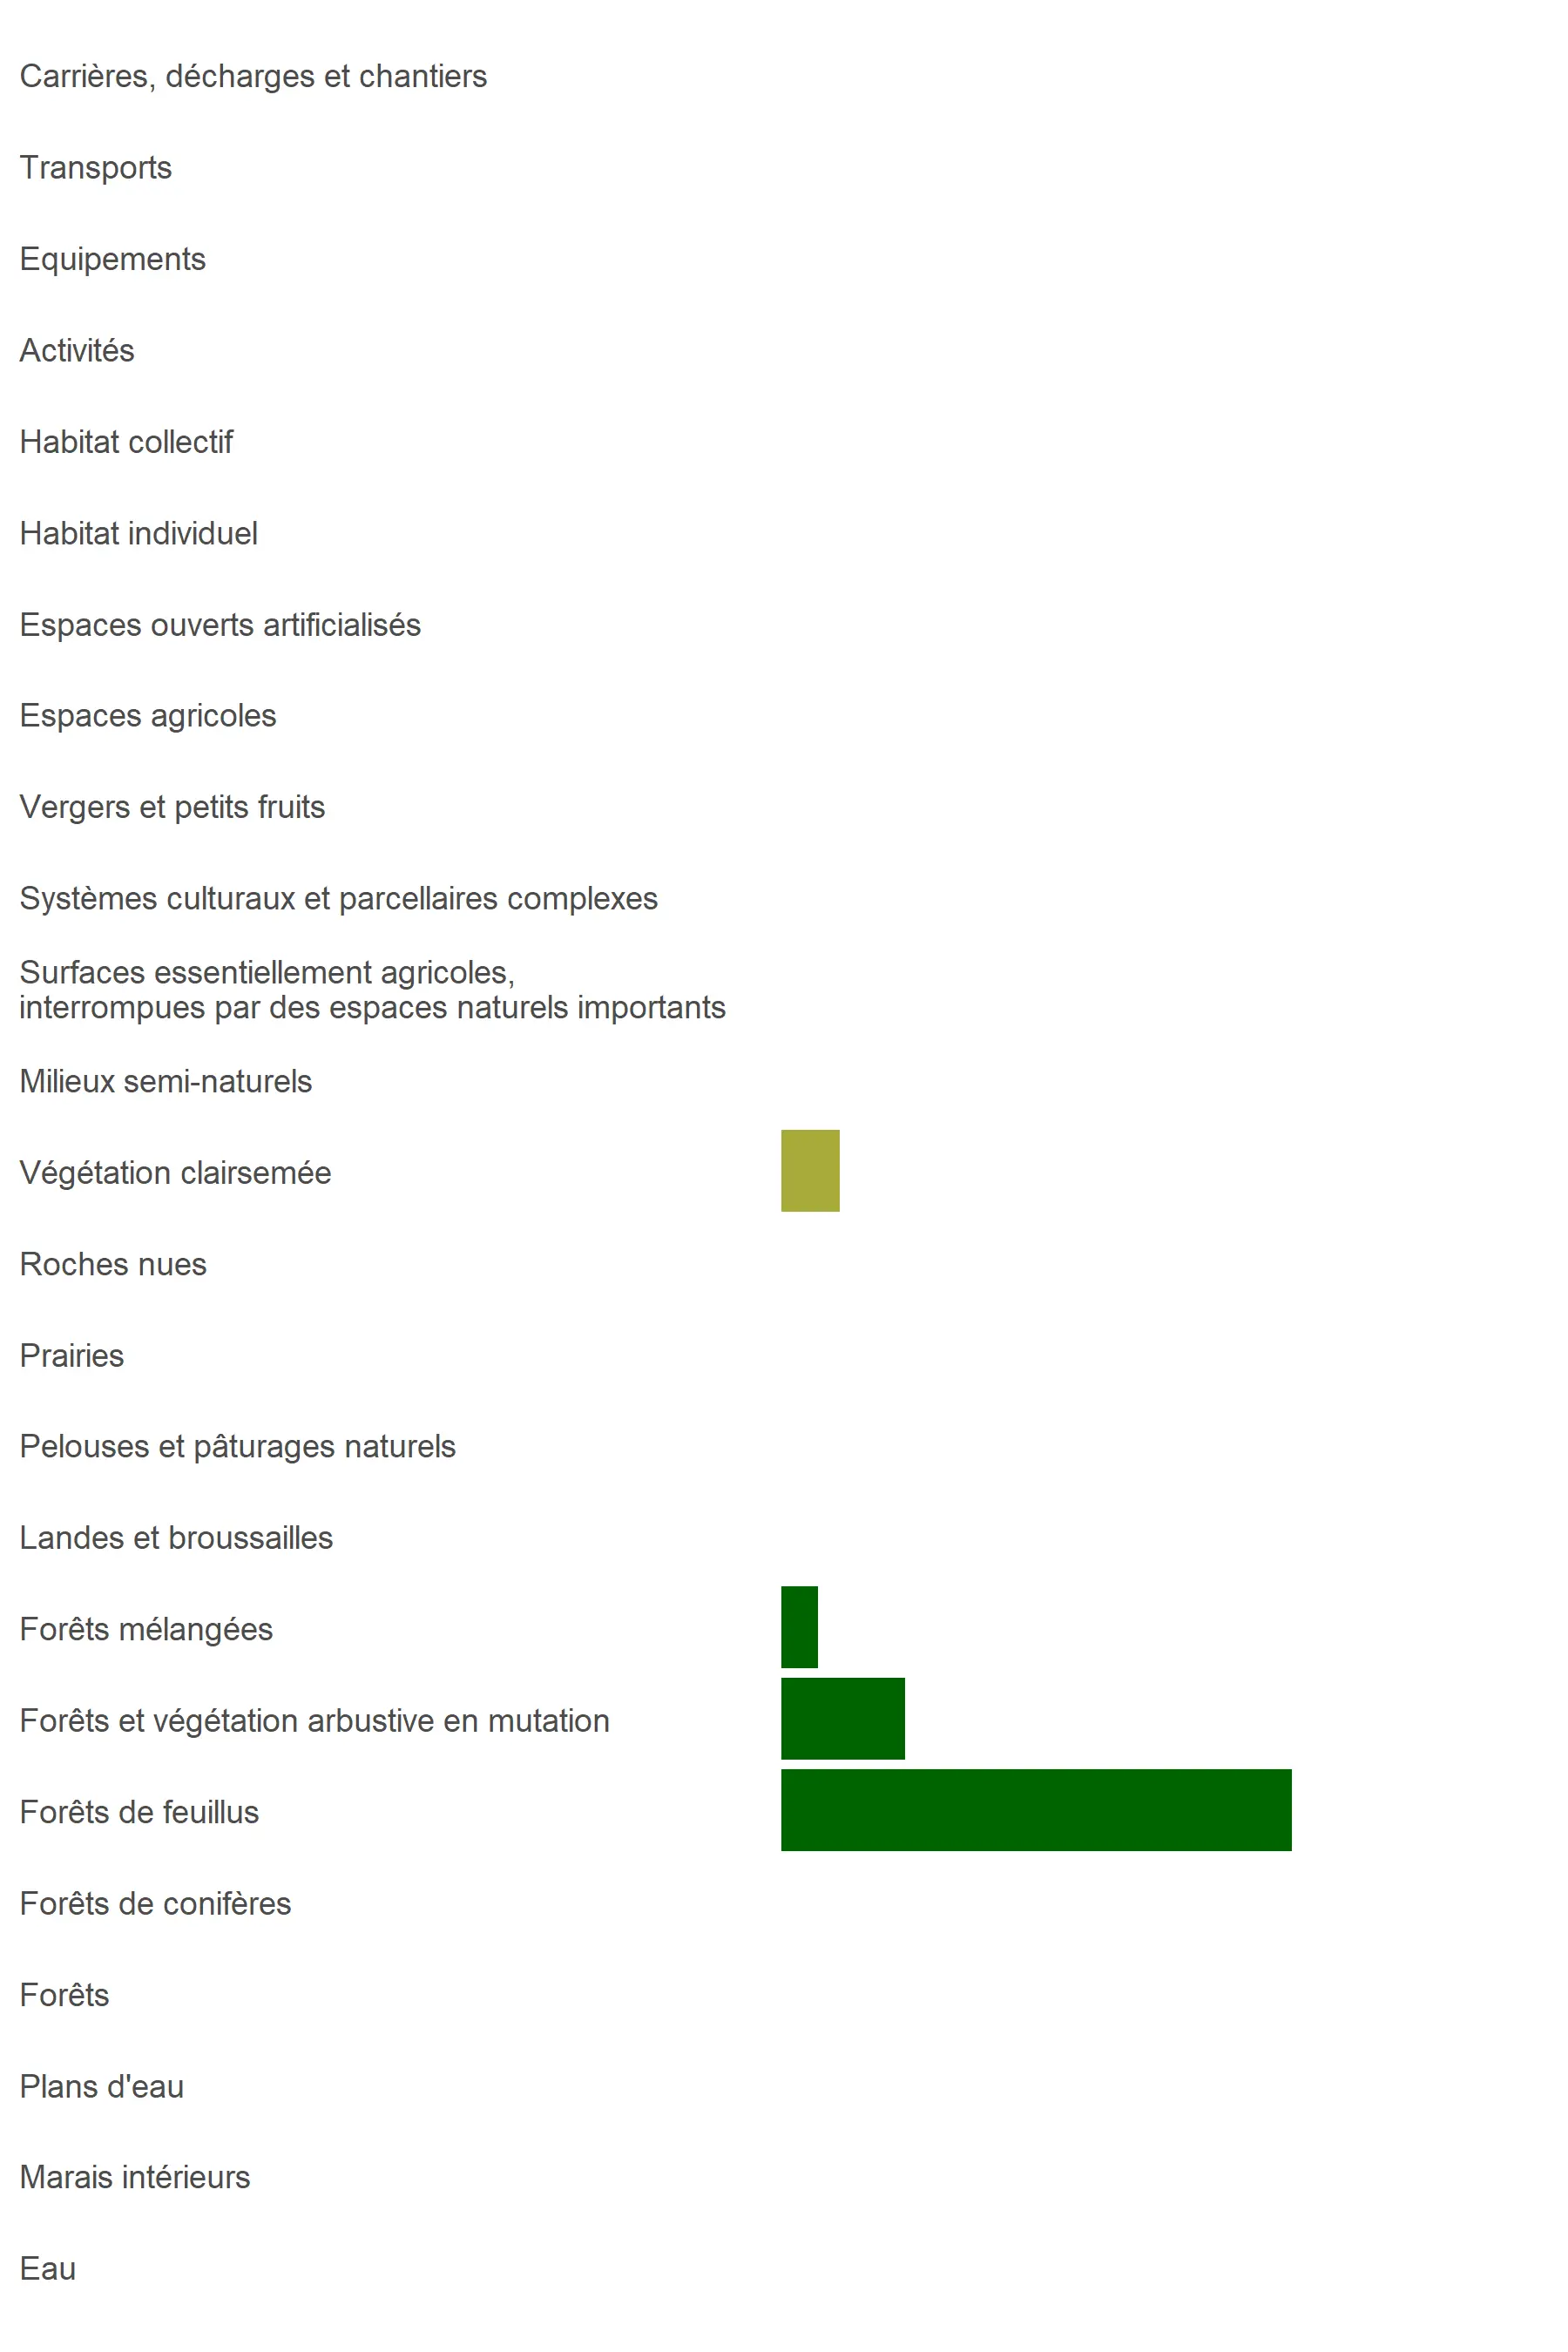 Carrières, décharges et chantiers
Transports
Equipements
Activités
Habitat collectif
Habitat individuel
Espaces ouverts artificialisés
Espaces agricoles
Vergers et petits fruits
Systèmes culturaux et parcellaires complexes
Surfaces essentiellement agricoles,
interrompues par des espaces naturels importants
Milieux semi-naturels
Végétation clairsemée
Roches nues
Prairies
Pelouses et pâturages naturels
Landes et broussailles
Forêts mélangées
Forêts et végétation arbustive en mutation
Forêts de feuillus
Forêts de conifères
Forêts
Plans d'eau
Marais intérieurs
Eau